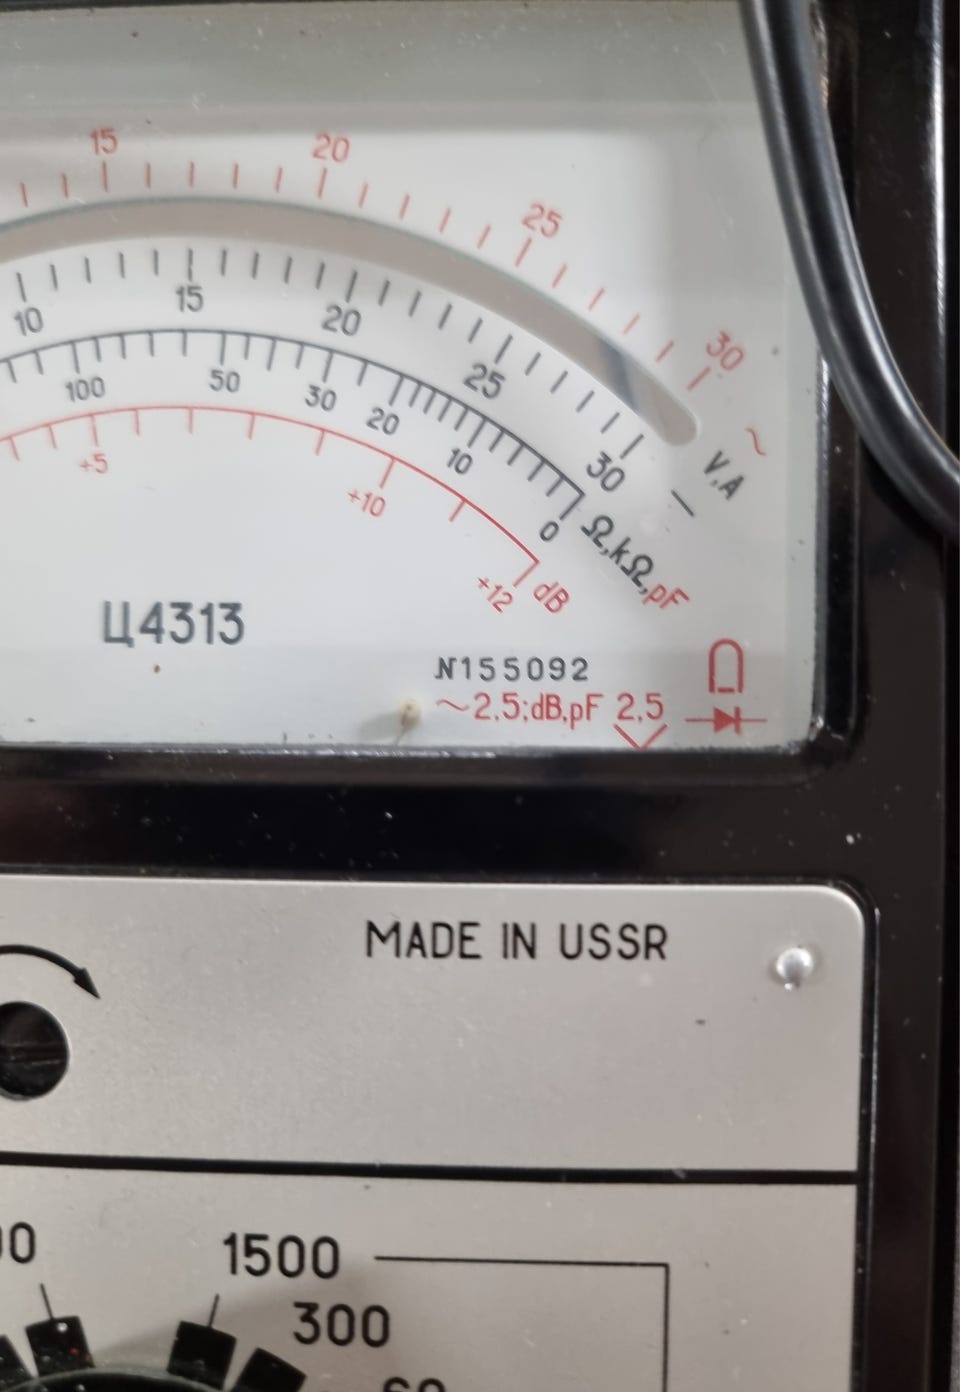 15 20 25 30 ~
10 15 20 25 30 — V,A
100 50 30 20 10 0 Ω,kΩ,pF
+5 +10 +12 dB
Ц4313
№155092
~2,5;dB,pF 2,5
MADE IN USSR
1500
300